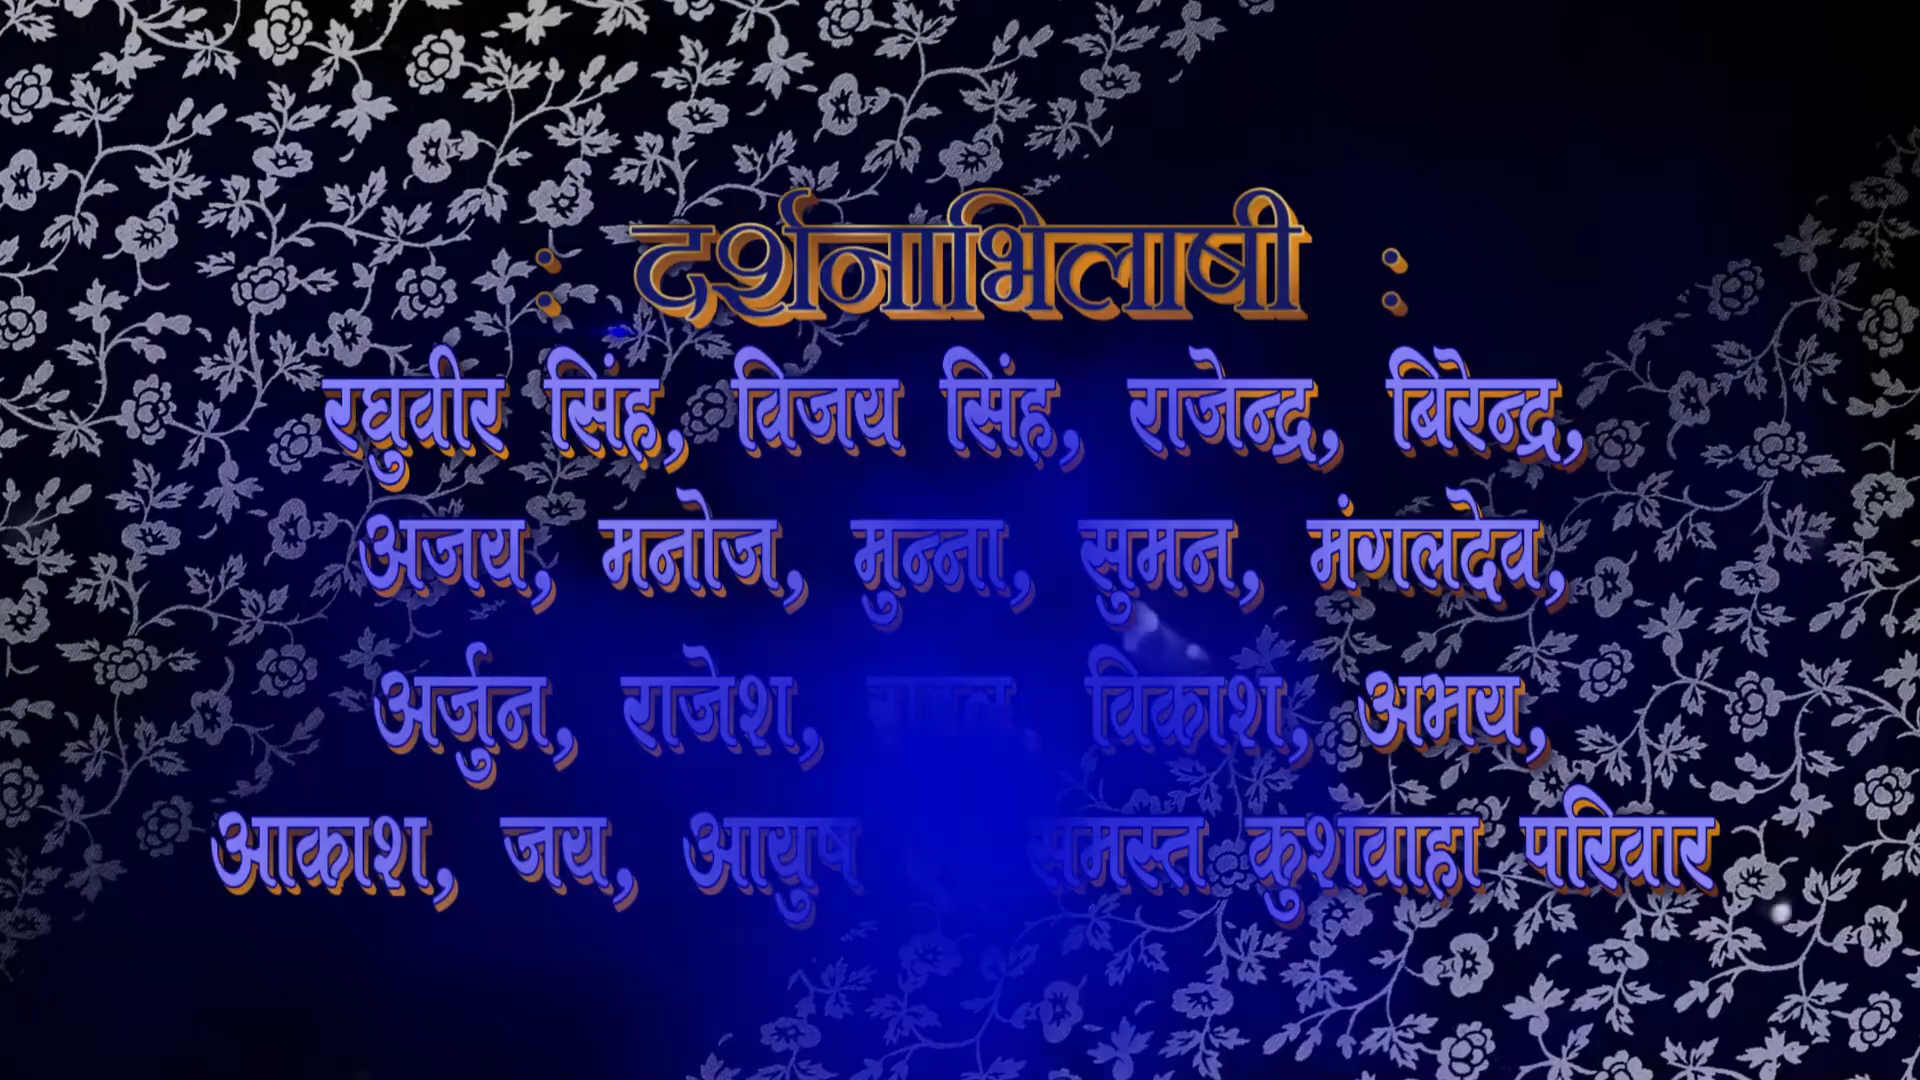 : दर्शनाभिलाषी :
रघुवीर सिंह, विजय सिंह, राजेन्द्र, बिरेन्द्र,
अजय, मनोज, मुन्ना, सुमन, मंगलदेव,
अर्जुन, राजेश, विकाश, अभय,
आकाश, जय, आयुष समस्त कुशवाहा परिवार